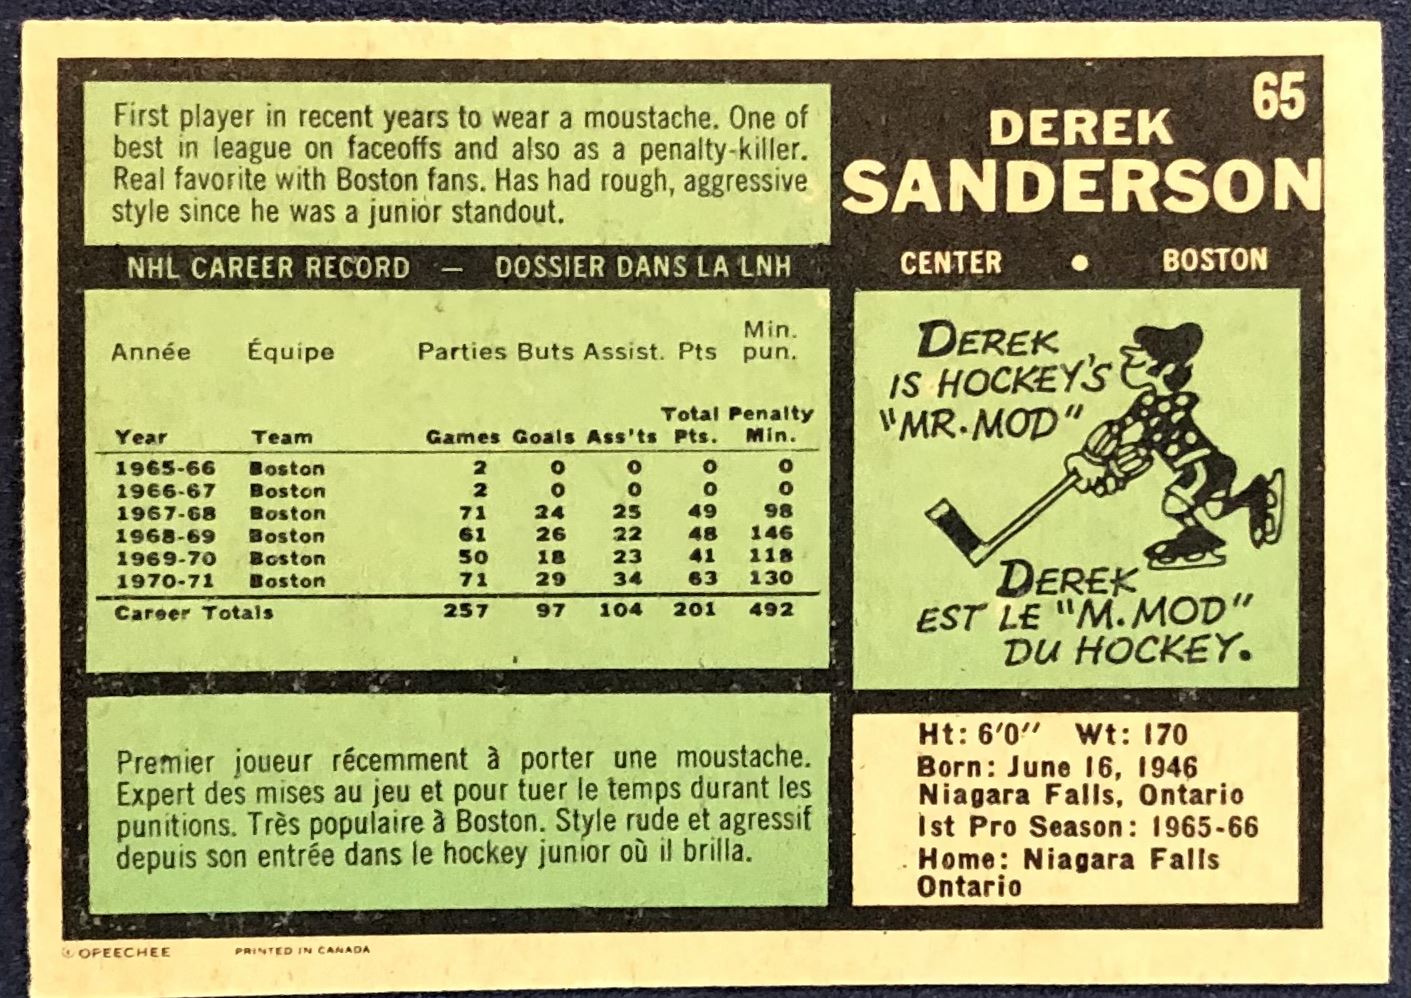 65
DEREK
SANDERSON
CENTER • BOSTON
First player in recent years to wear a moustache. One of
best in league on faceoffs and also as a penalty-killer.
Real favorite with Boston fans. Has had rough, aggressive
style since he was a junior standout.
NHL CAREER RECORD — DOSSIER DANS LA LNH
Min.
Année Équipe Parties Buts Assist. Pts pun.
Total Penalty
Year Team Games Goals Ass'ts Pts. Min.
1965-66 Boston 2 0 0 0 0
1966-67 Boston 2 0 0 0 0
1967-68 Boston 71 24 25 49 98
1968-69 Boston 61 26 22 48 146
1969-70 Boston 50 18 23 41 118
1970-71 Boston 71 29 34 63 130
Career Totals 257 97 104 201 492
DEREK
IS HOCKEY'S
"MR. MOD"
DEREK
EST LE "M. MOD"
DU HOCKEY.
Premier joueur récemment à porter une moustache.
Expert des mises au jeu et pour tuer le temps durant les
punitions. Très populaire à Boston. Style rude et agressif
depuis son entrée dans le hockey junior où il brilla.
Ht: 6'0" Wt: 170
Born: June 16, 1946
Niagara Falls, Ontario
1st Pro Season: 1965-66
Home: Niagara Falls
Ontario
© OPEECHEE PRINTED IN CANADA